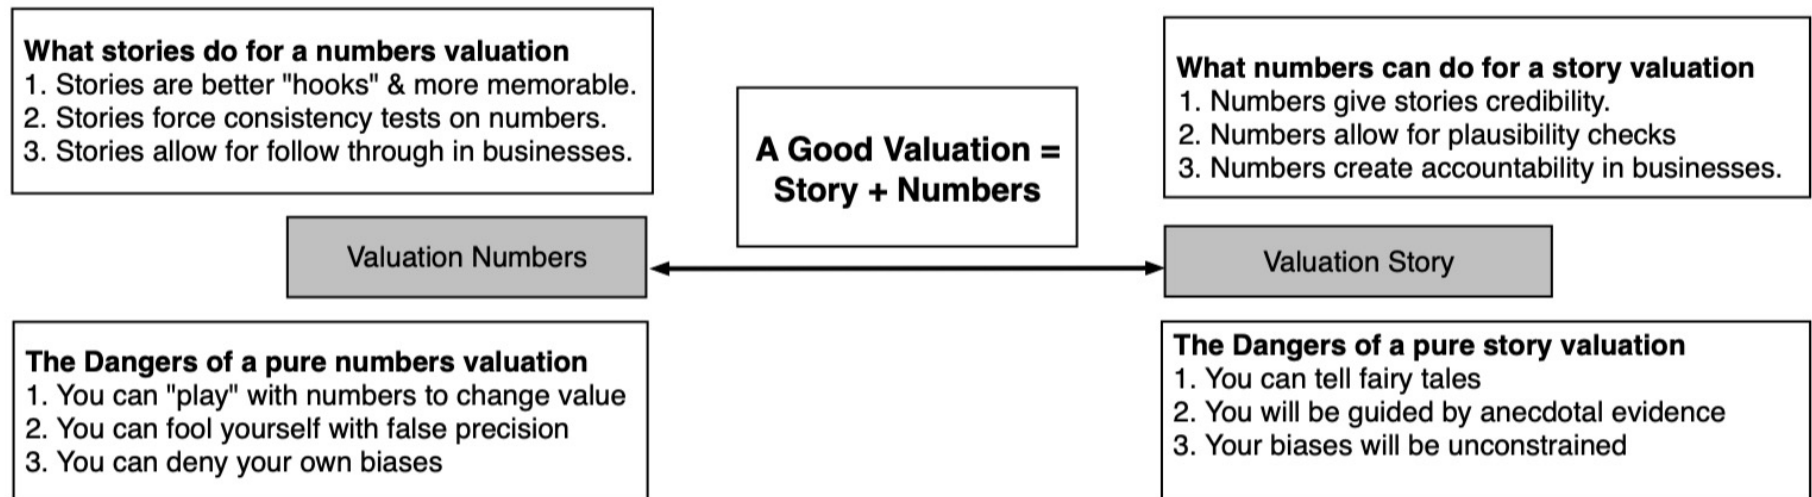 What stories do for a numbers valuation
1. Stories are better "hooks" & more memorable.
2. Stories force consistency tests on numbers.
3. Stories allow for follow through in businesses.
A Good Valuation =
Story + Numbers
What numbers can do for a story valuation
1. Numbers give stories credibility.
2. Numbers allow for plausibility checks
3. Numbers create accountability in businesses.
Valuation Numbers
Valuation Story
The Dangers of a pure numbers valuation
1. You can "play" with numbers to change value
2. You can fool yourself with false precision
3. You can deny your own biases
The Dangers of a pure story valuation
1. You can tell fairy tales
2. You will be guided by anecdotal evidence
3. Your biases will be unconstrained